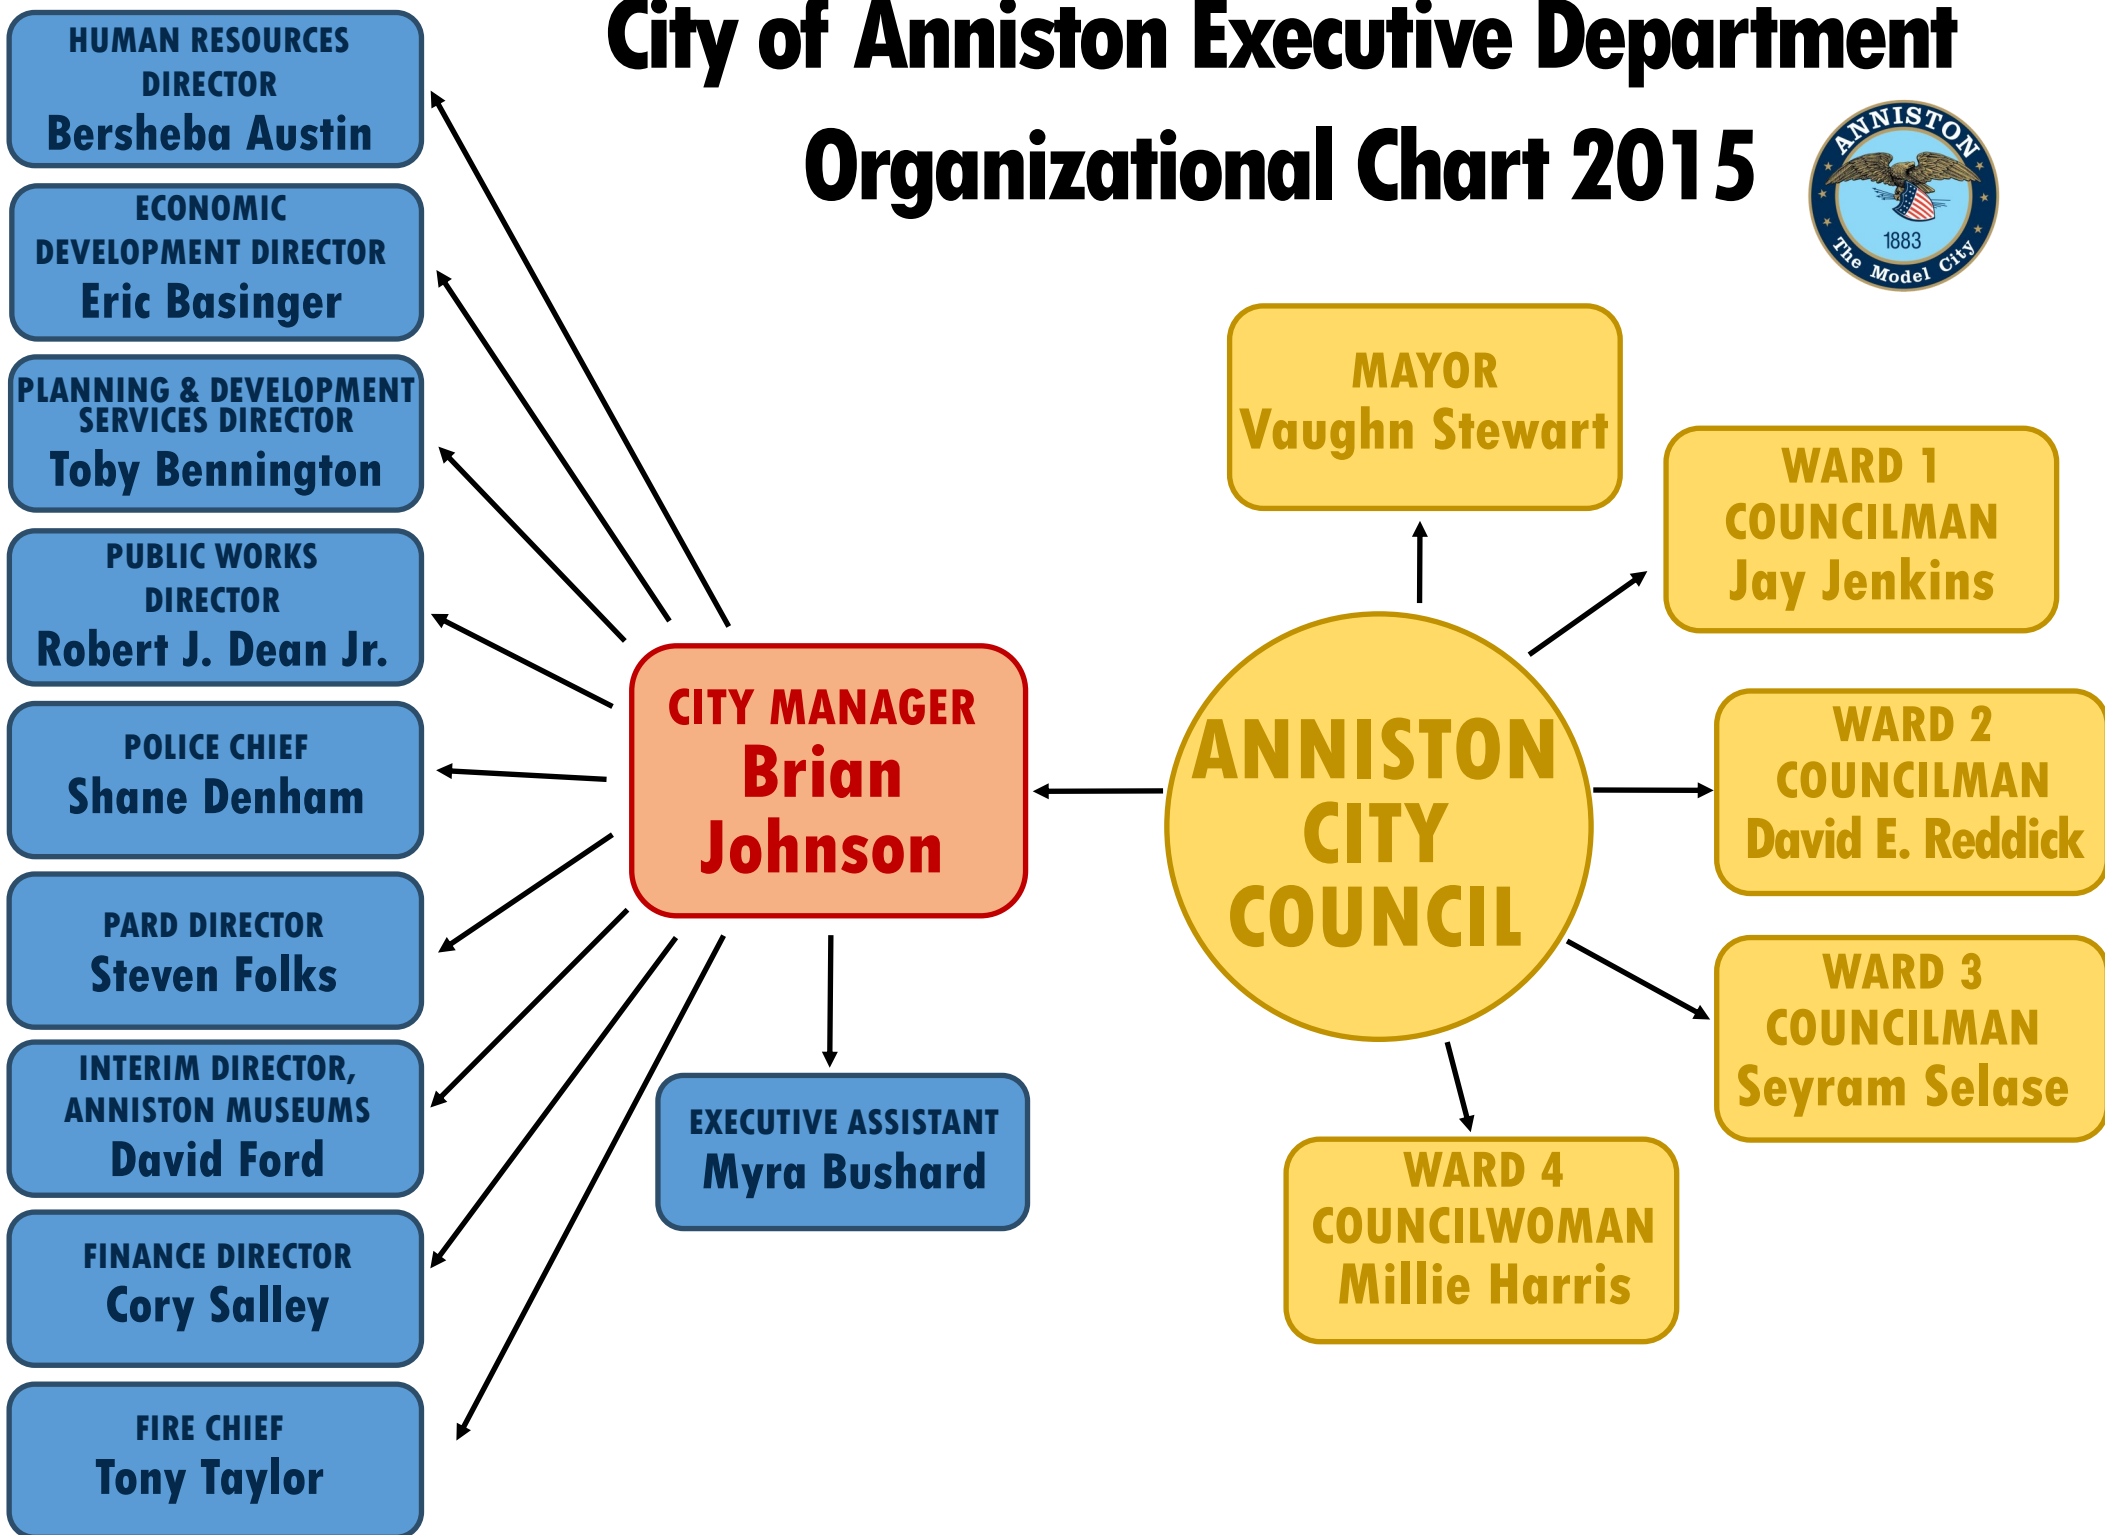 City of Anniston Executive Department
Organizational Chart 2015
ANNISTON
1883
The Model City
HUMAN RESOURCES
DIRECTOR
Bersheba Austin
ECONOMIC
DEVELOPMENT DIRECTOR
Eric Basinger
PLANNING & DEVELOPMENT
SERVICES DIRECTOR
Toby Bennington
PUBLIC WORKS
DIRECTOR
Robert J. Dean Jr.
POLICE CHIEF
Shane Denham
PARD DIRECTOR
Steven Folks
INTERIM DIRECTOR,
ANNISTON MUSEUMS
David Ford
FINANCE DIRECTOR
Cory Salley
FIRE CHIEF
Tony Taylor
CITY MANAGER
Brian
Johnson
EXECUTIVE ASSISTANT
Myra Bushard
ANNISTON
CITY
COUNCIL
MAYOR
Vaughn Stewart
WARD 1
COUNCILMAN
Jay Jenkins
WARD 2
COUNCILMAN
David E. Reddick
WARD 3
COUNCILMAN
Seyram Selase
WARD 4
COUNCILWOMAN
Millie Harris